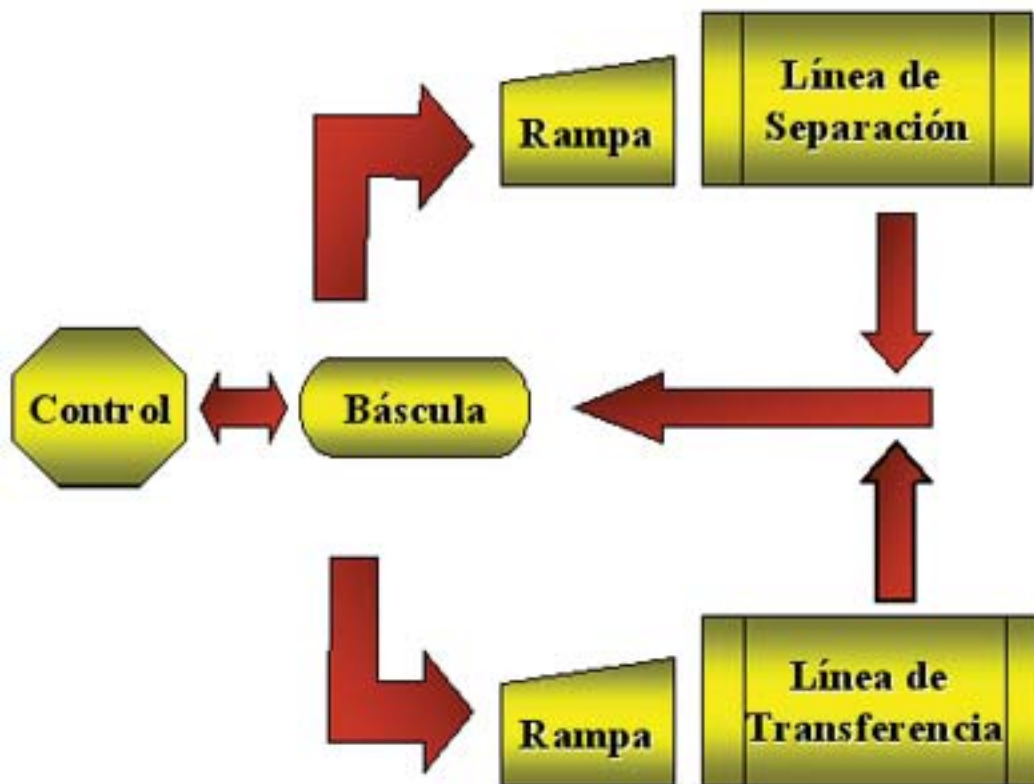 Rampa
Línea de
Separación
Control
Báscula
Rampa
Línea de
Transferencia